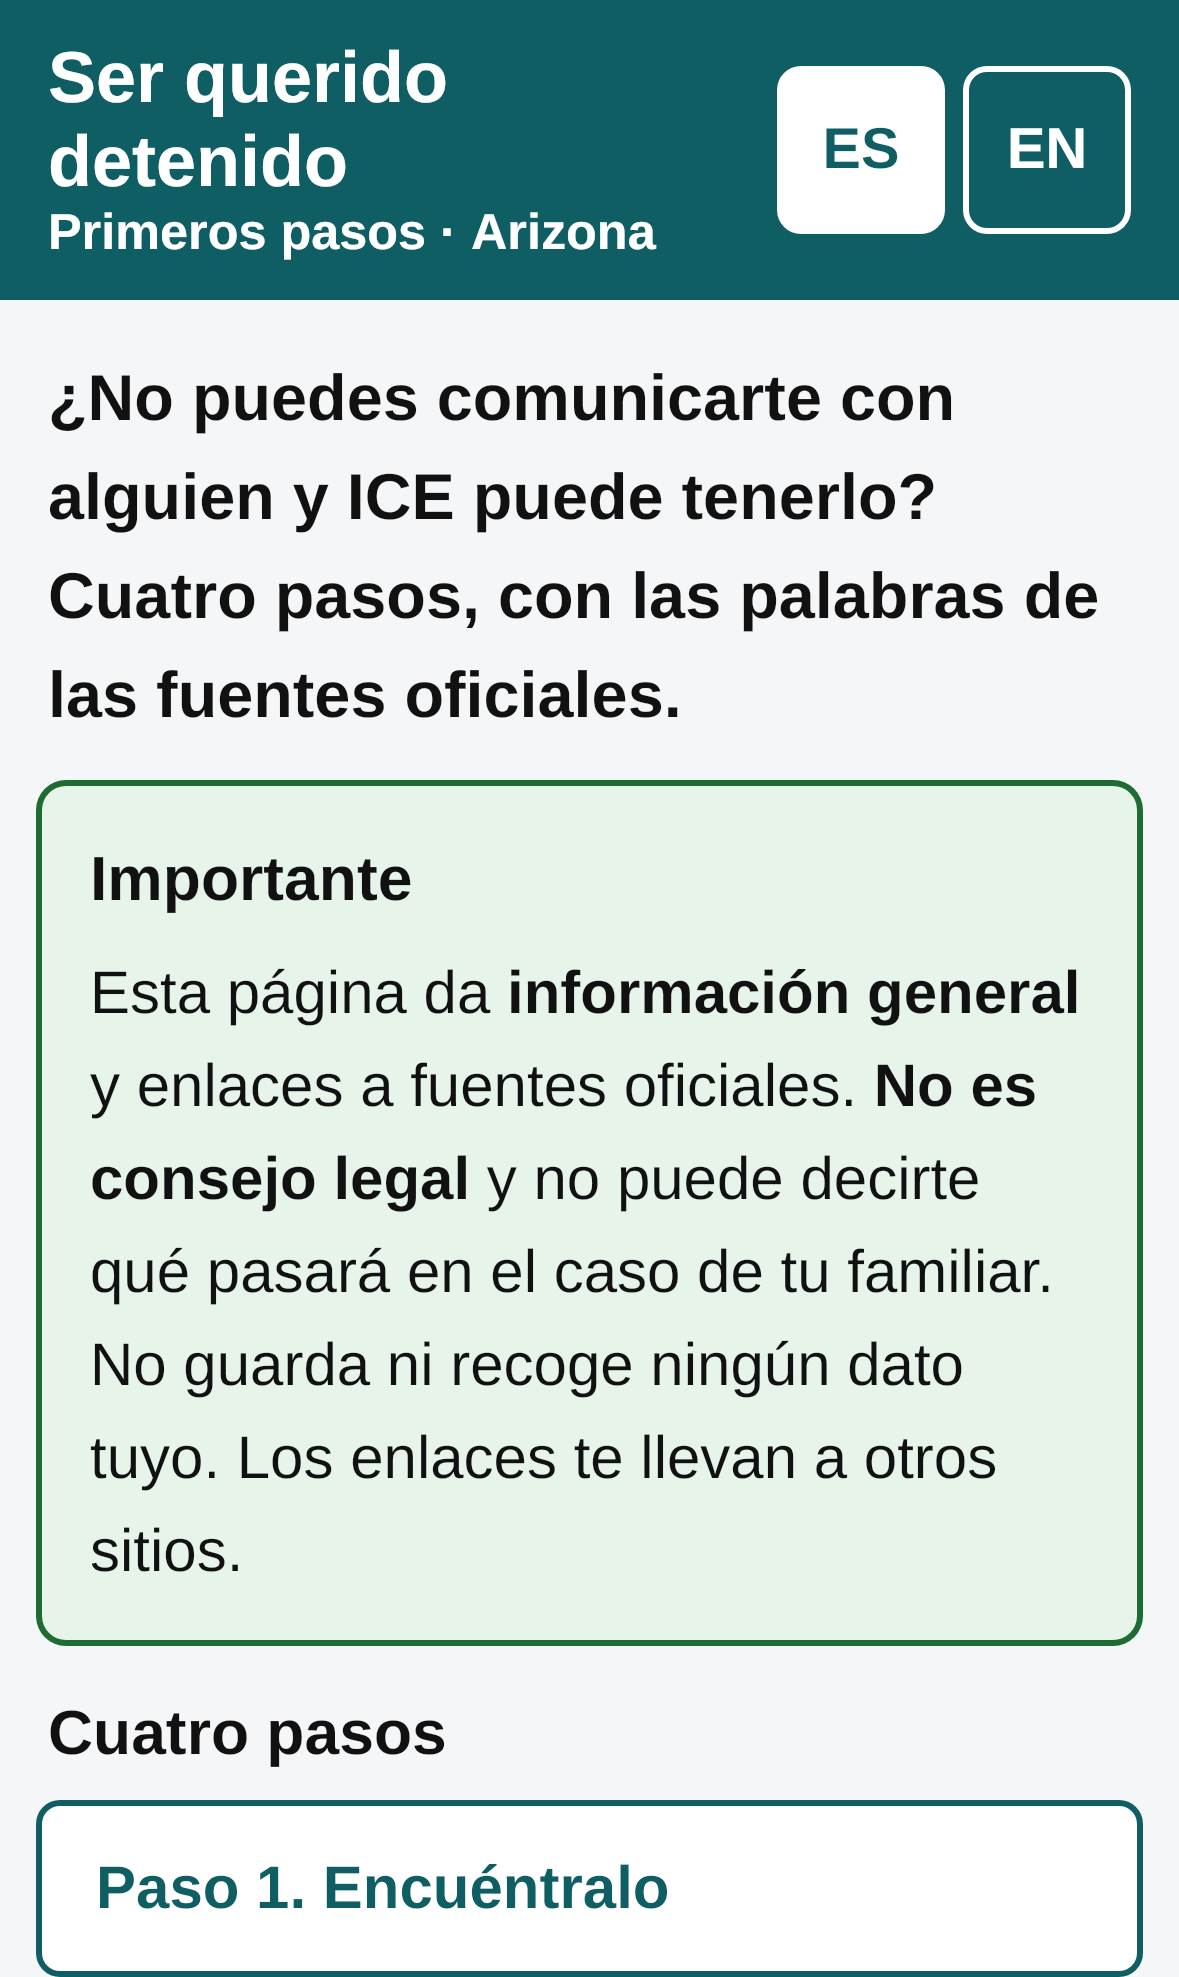 Ser querido
detenido
Primeros pasos · Arizona
ES
EN
¿No puedes comunicarte con
alguien y ICE puede tenerlo?
Cuatro pasos, con las palabras de
las fuentes oficiales.
Importante
Esta página da información general
y enlaces a fuentes oficiales. No es
consejo legal y no puede decirte
qué pasará en el caso de tu familiar.
No guarda ni recoge ningún dato
tuyo. Los enlaces te llevan a otros
sitios.
Cuatro pasos
Paso 1. Encuéntralo